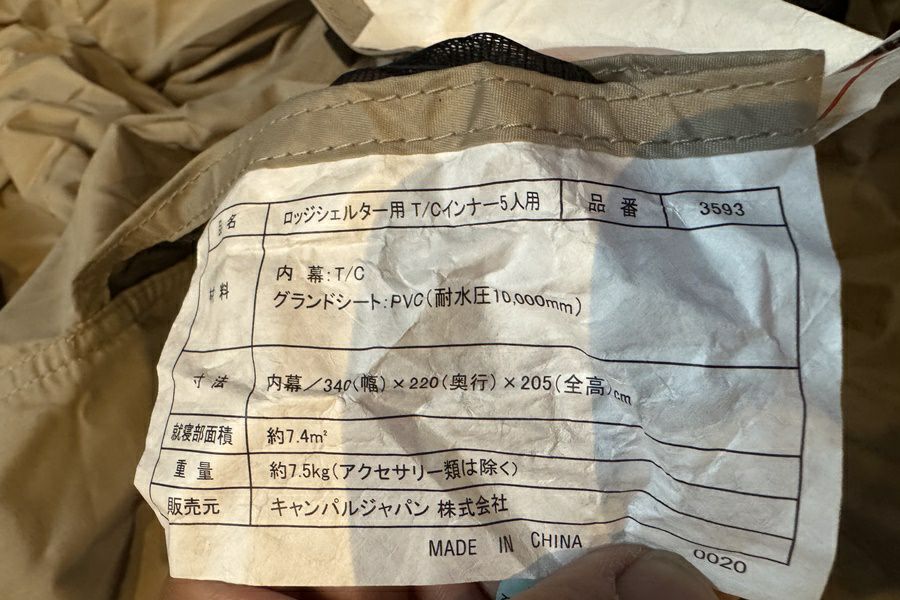 品名 ロッジシェルター用 T/Cインナー5人用 品番 3593
材料 内幕:T/C
グランドシート:PVC(耐水圧10,000mm)
寸法 内幕/340(幅)×220(奥行)×205(全高)cm
就寝部面積 約7.4m²
重量 約7.5kg(アクセサリー類は除く)
販売元 キャンパルジャパン 株式会社
MADE IN CHINA
0020